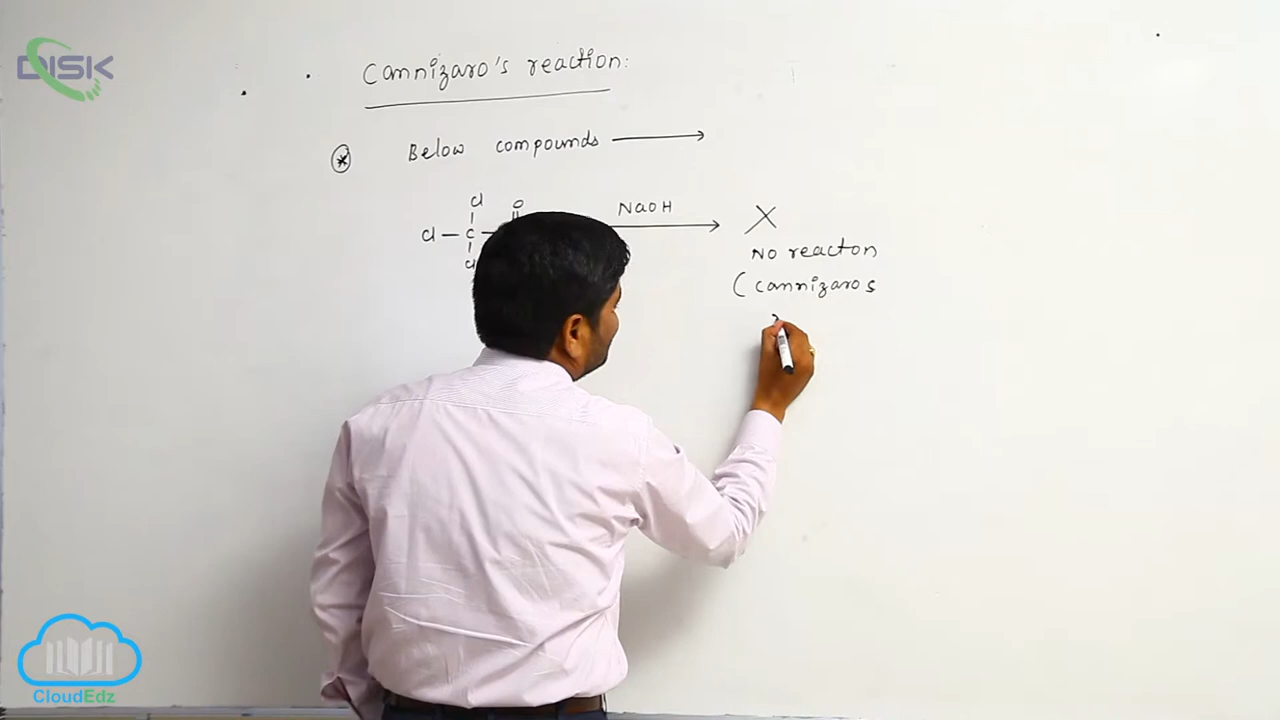 DISK
Cannizaro's reaction:
* Below compounds →
Cl O
Cl — C — NaOH → X
Cl
No reacton
(cannizaros
CloudEdz